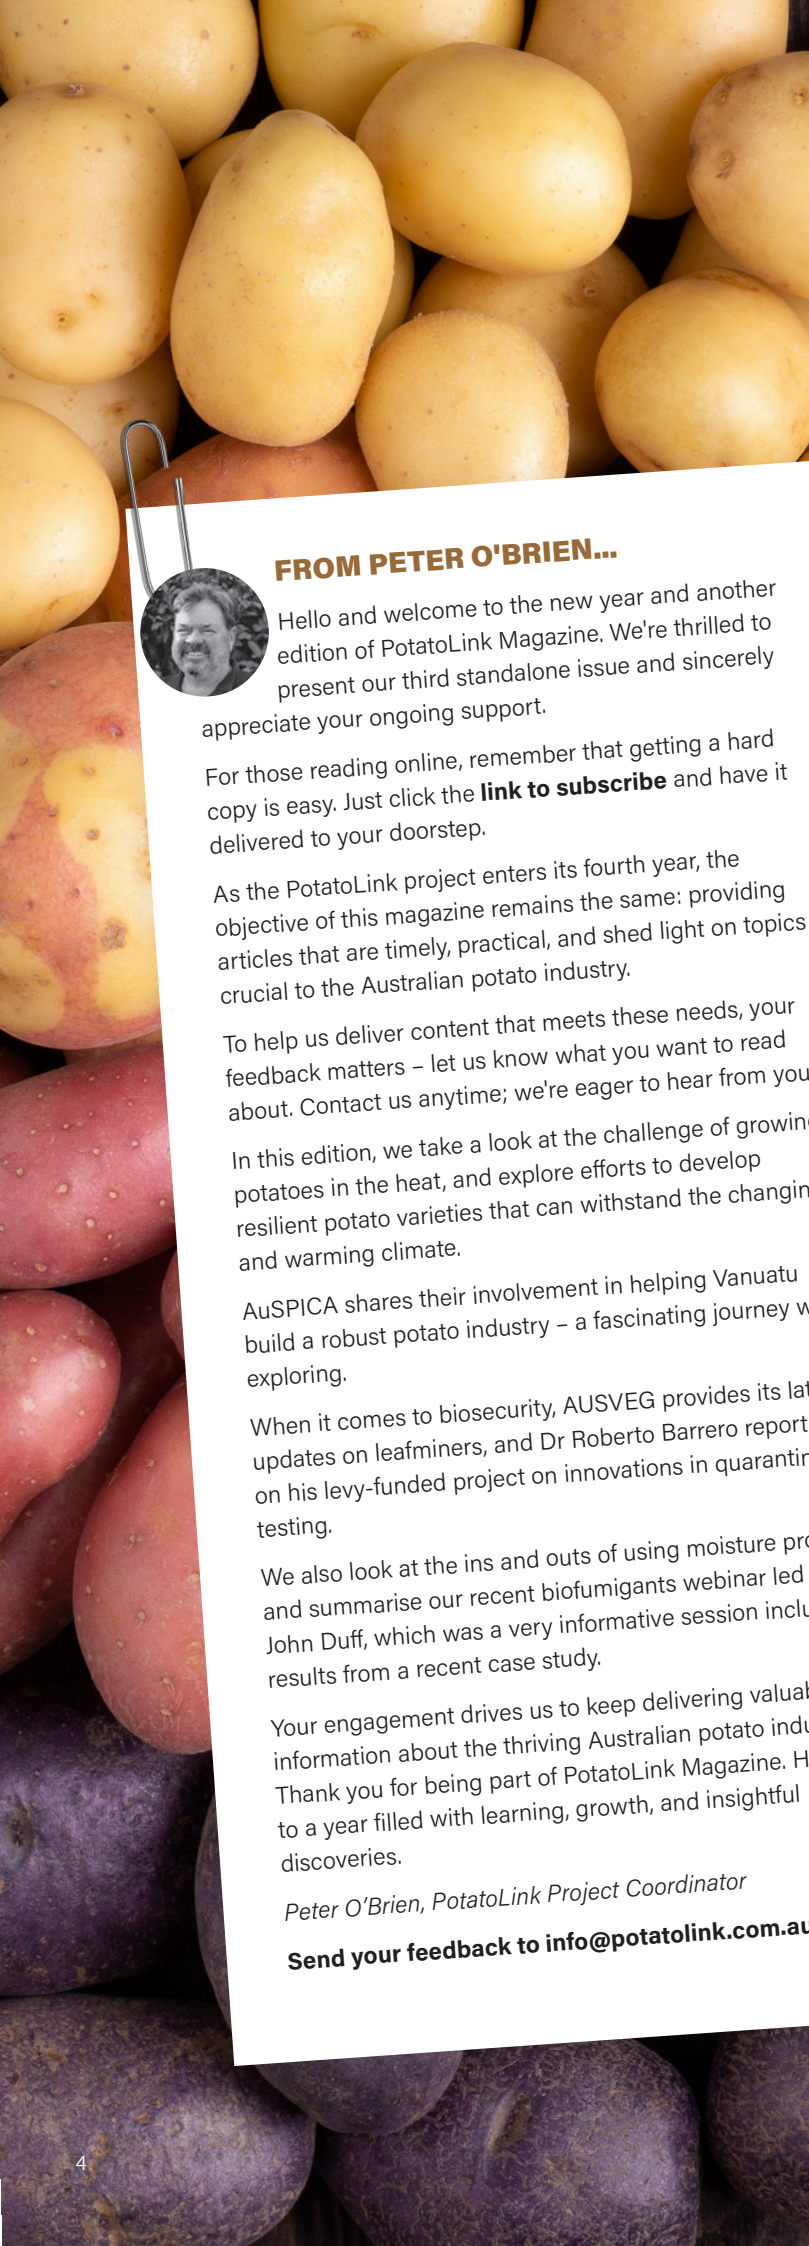 FROM PETER O'BRIEN...
Hello and welcome to the new year and another
edition of PotatoLink Magazine. We're thrilled to
present our third standalone issue and sincerely
appreciate your ongoing support.
For those reading online, remember that getting a hard
copy is easy. Just click the link to subscribe and have it
delivered to your doorstep.
As the PotatoLink project enters its fourth year, the
objective of this magazine remains the same: providing
articles that are timely, practical, and shed light on topics
crucial to the Australian potato industry.
To help us deliver content that meets these needs, your
feedback matters – let us know what you want to read
about. Contact us anytime; we're eager to hear from you
In this edition, we take a look at the challenge of growin
potatoes in the heat, and explore efforts to develop
resilient potato varieties that can withstand the changin
and warming climate.
AuSPICA shares their involvement in helping Vanuatu
build a robust potato industry – a fascinating journey w
exploring.
When it comes to biosecurity, AUSVEG provides its lat
updates on leafminers, and Dr Roberto Barrero report
on his levy-funded project on innovations in quarantin
testing.
We also look at the ins and outs of using moisture pro
and summarise our recent biofumigants webinar led
John Duff, which was a very informative session inclu
results from a recent case study.
Your engagement drives us to keep delivering valuab
information about the thriving Australian potato indu
Thank you for being part of PotatoLink Magazine. H
to a year filled with learning, growth, and insightful
discoveries.
Peter O'Brien, PotatoLink Project Coordinator
Send your feedback to info@potatolink.com.au
4